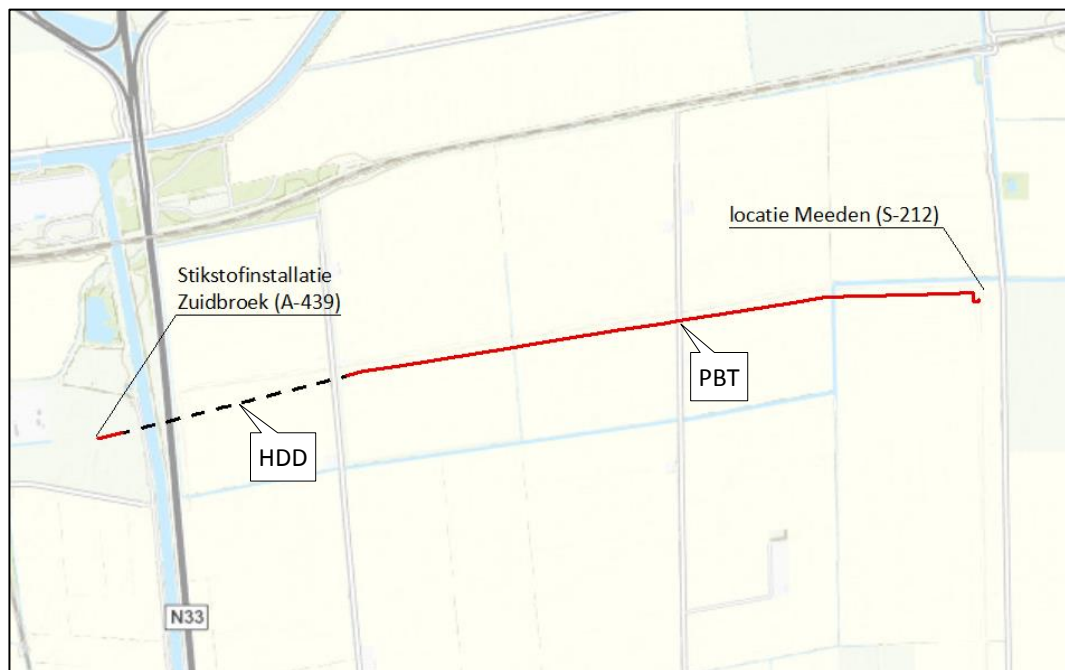 locatie Meeden (S-212)
Stikstofinstallatie
Zuidbroek (A-439)
PBT
HDD
N33